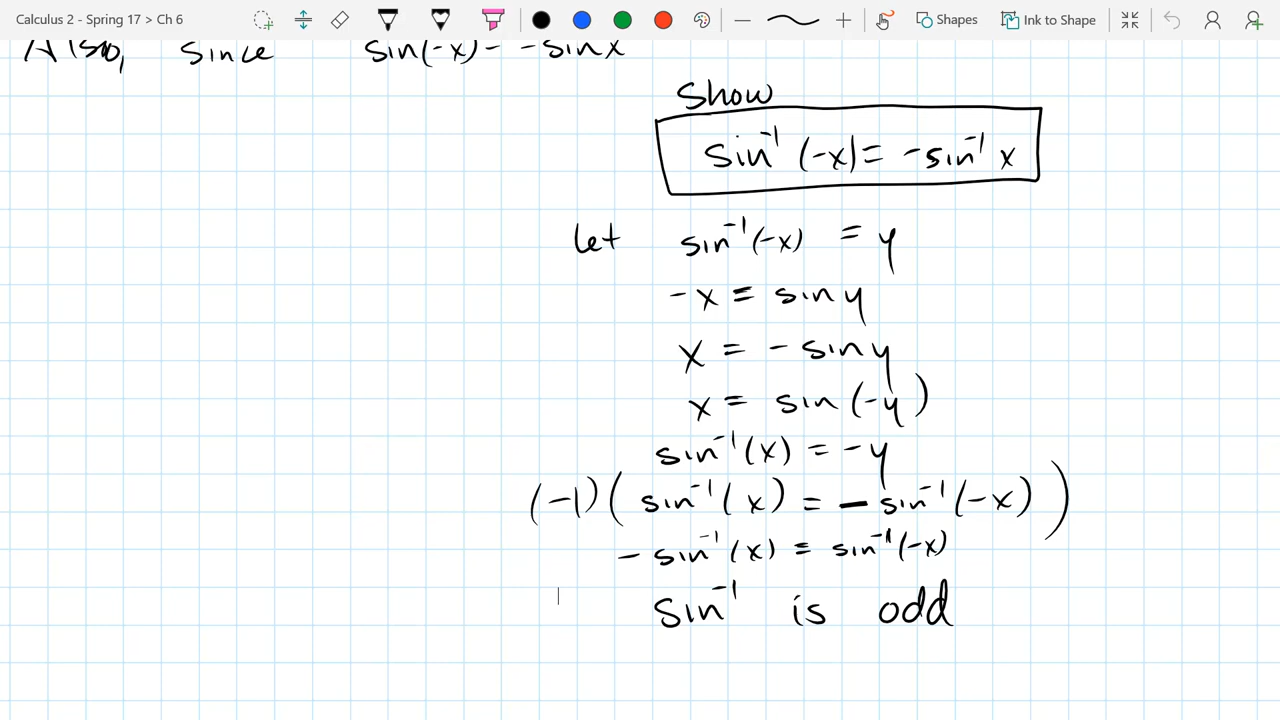 Calculus 2 - Spring 17 > Ch 6
Shapes
Ink to Shape
Also, since sin(-x) = -sinx
Show
sin⁻¹(-x) = -sin⁻¹ x
Let sin⁻¹(-x) = y
-x = sin y
x = - sin y
x = sin(-y)
sin⁻¹(x) = -y
(-1)( sin⁻¹(x) = - sin⁻¹(-x) )
- sin⁻¹(x) = sin⁻¹(-x)
sin⁻¹ is odd